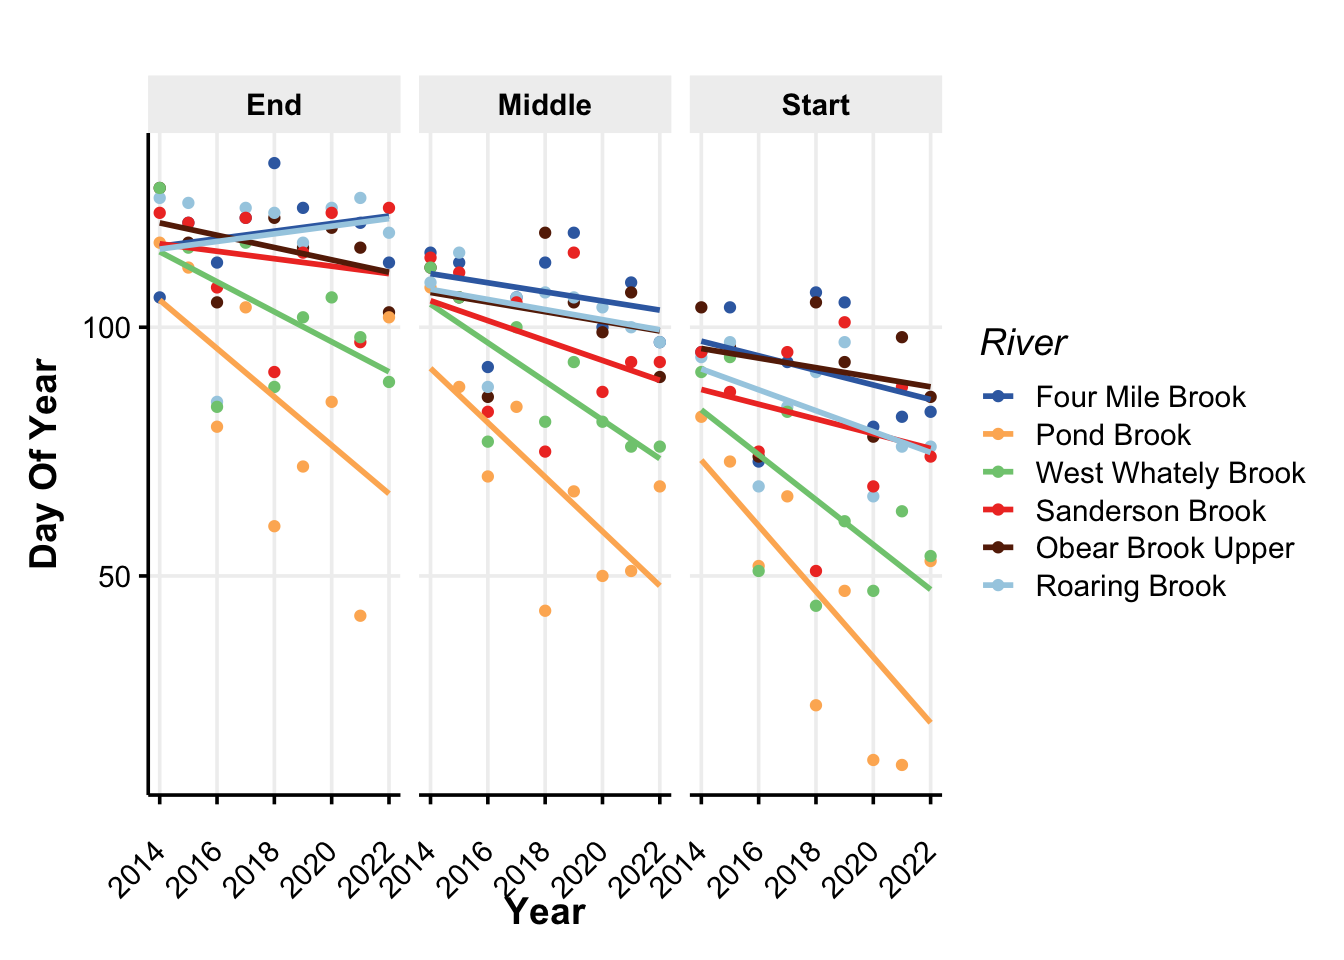 End
Middle
Start
Day Of Year
100
50
2014 2016 2018 2020 2022
2014 2016 2018 2020 2022
2014 2016 2018 2020 2022
Year
River
Four Mile Brook
Pond Brook
West Whately Brook
Sanderson Brook
Obear Brook Upper
Roaring Brook